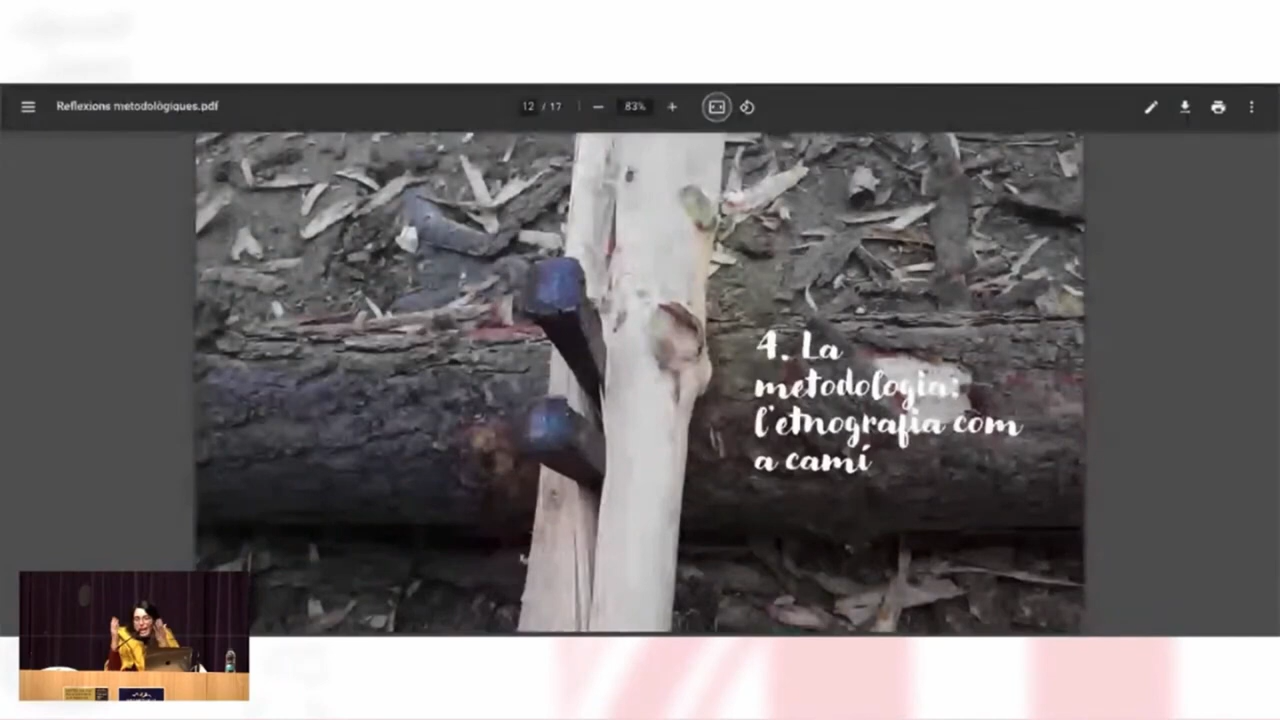 Reflexions metodològiques.pdf
12 / 17
83%
4. La
metodologia:
l'etnografia com
a camí